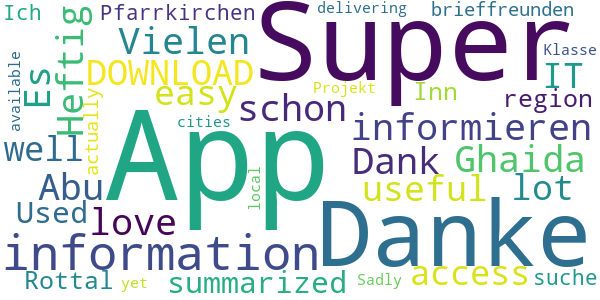 Ich Pfarrkirchen Super delivering brieffreunden
Heftig Vielen Klasse
available Es DOWNLOAD IT
actually easy schon Projekt Inn region
App cities informieren
well Dank Ghaida
Abu local useful lot
Used love Danke
information
Rottal yet summarized Sadly access suche